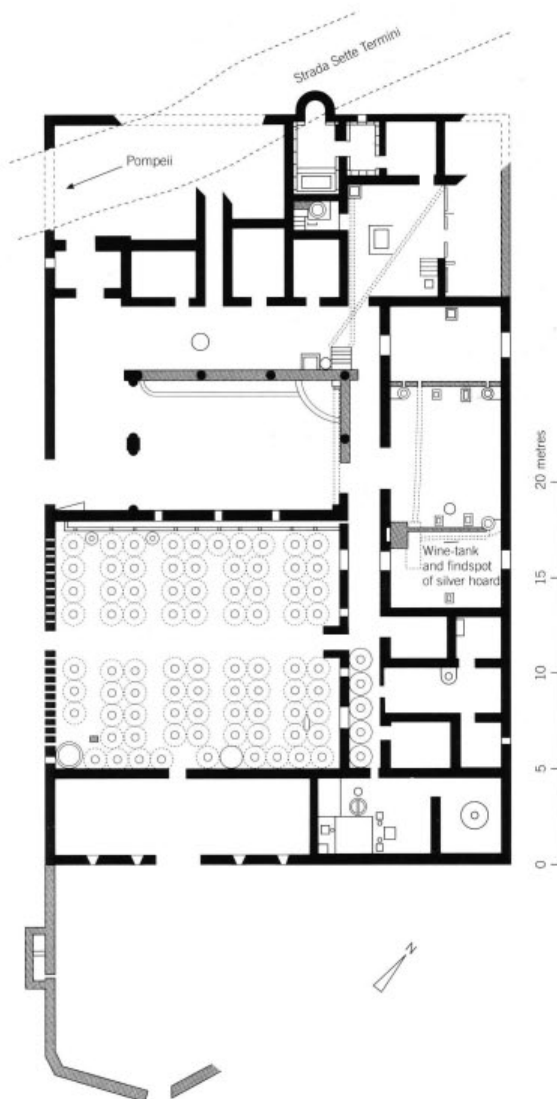 Strada Sette Termini
Pompeii
Wine-tank
and findspot
of silver hoard
20 metres
15
10
5
0
N